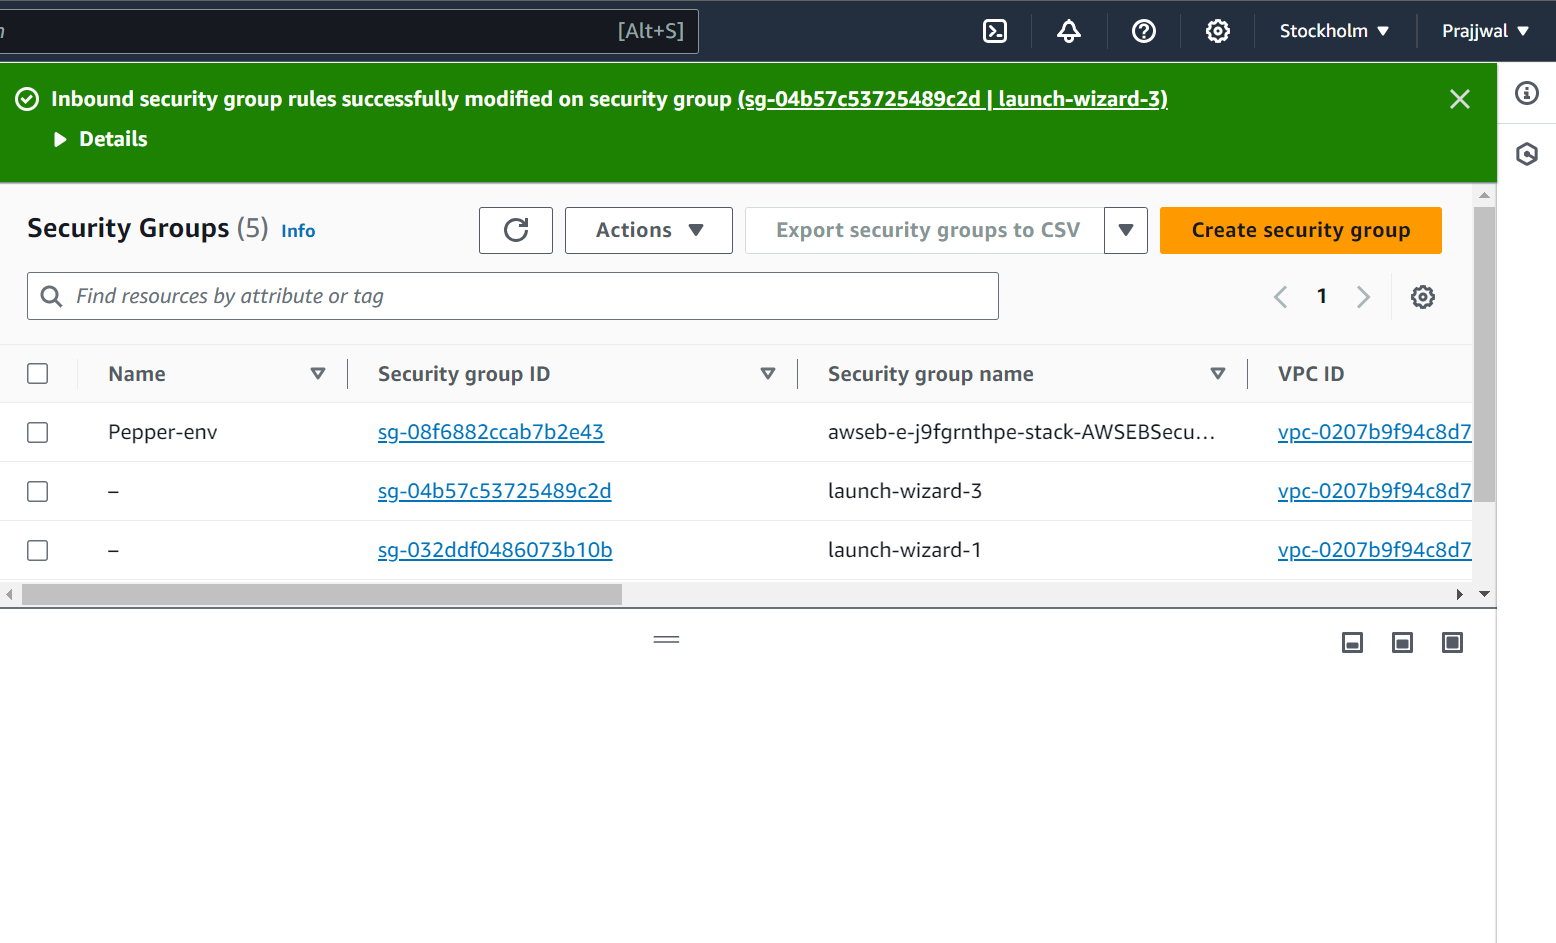 [Alt+S]
Stockholm
Prajjwal
Inbound security group rules successfully modified on security group (sg-04b57c53725489c2d | launch-wizard-3)
Details
Security Groups (5) Info
Actions
Export security groups to CSV
Create security group
Find resources by attribute or tag
1
Name
Security group ID
Security group name
VPC ID
Pepper-env
sg-08f6882ccab7b2e43
awseb-e-j9fgrnthpe-stack-AWSEBSecu...
vpc-0207b9f94c8d7
–
sg-04b57c53725489c2d
launch-wizard-3
vpc-0207b9f94c8d7
–
sg-032ddf0486073b10b
launch-wizard-1
vpc-0207b9f94c8d7